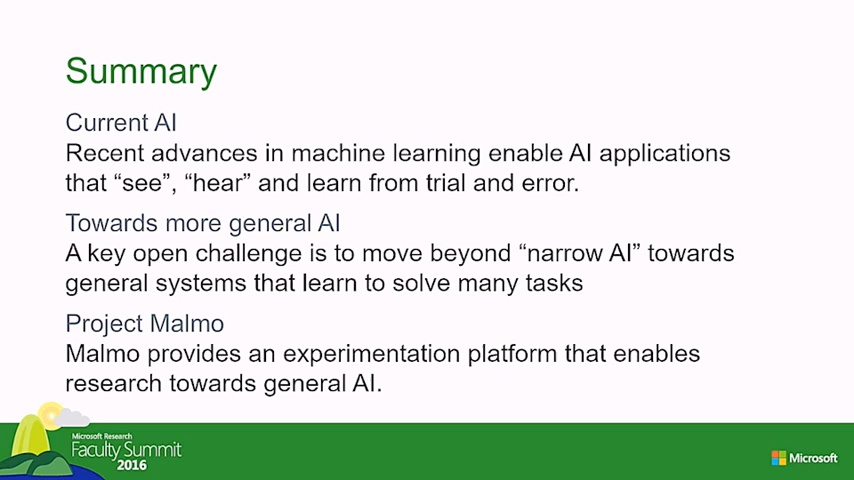 Summary
Current AI
Recent advances in machine learning enable AI applications
that “see”, “hear” and learn from trial and error.
Towards more general AI
A key open challenge is to move beyond “narrow AI” towards
general systems that learn to solve many tasks
Project Malmo
Malmo provides an experimentation platform that enables
research towards general AI.
Microsoft Research
Faculty Summit
2016
Microsoft